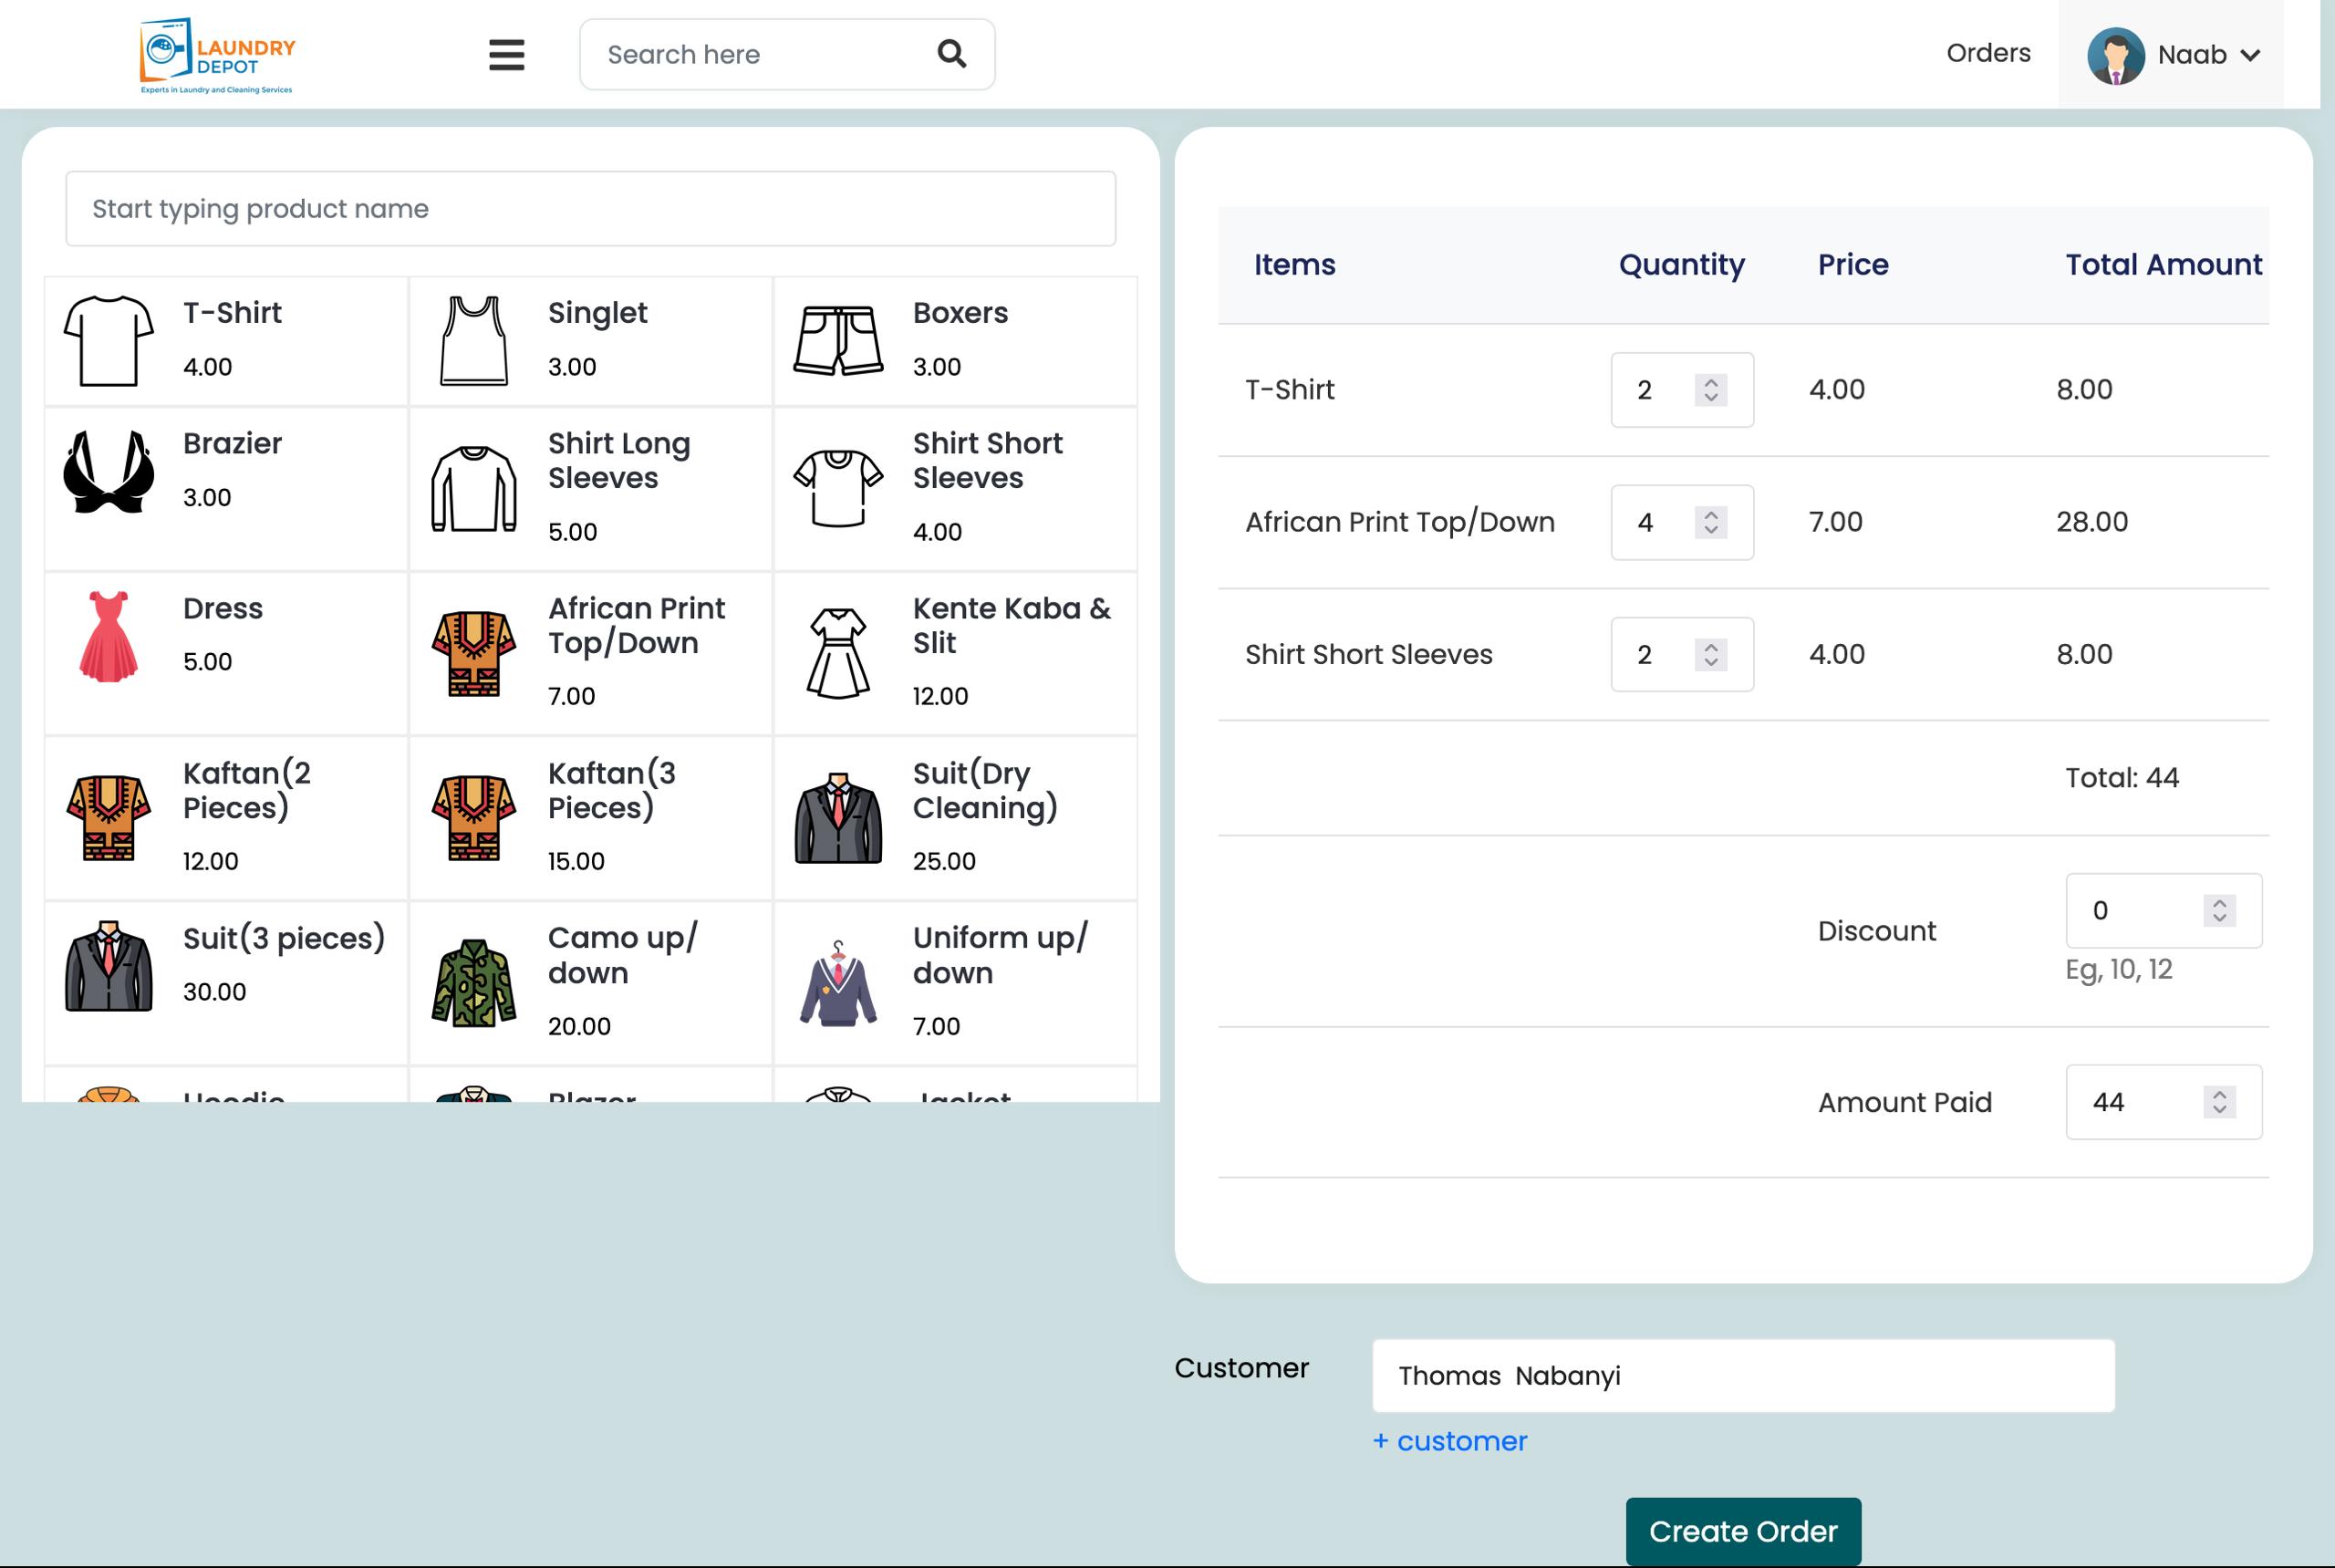 LAUNDRY
DEPOT
Experts in Laundry and Cleaning Services
Search here
Orders
Naab
Start typing product name
T-Shirt
4.00
Singlet
3.00
Boxers
3.00
Brazier
3.00
Shirt Long
Sleeves
5.00
Shirt Short
Sleeves
4.00
Dress
5.00
African Print
Top/Down
7.00
Kente Kaba &
Slit
12.00
Kaftan(2
Pieces)
12.00
Kaftan(3
Pieces)
15.00
Suit(Dry
Cleaning)
25.00
Suit(3 pieces)
30.00
Camo up/
down
20.00
Uniform up/
down
7.00
Hoodie
Blazer
Jacket
Items Quantity Price Total Amount
T-Shirt 2 4.00 8.00
African Print Top/Down 4 7.00 28.00
Shirt Short Sleeves 2 4.00 8.00
Total: 44
Discount 0
Eg, 10, 12
Amount Paid 44
Customer Thomas Nabanyi
+ customer
Create Order